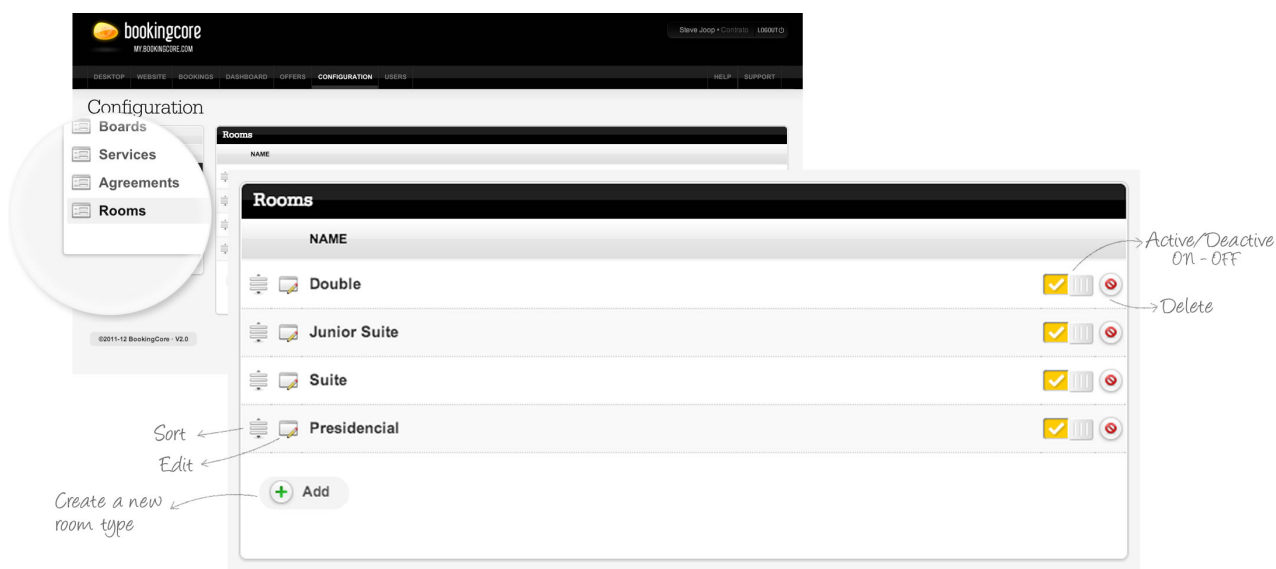 bookingcore
MY.BOOKINGCORE.COM
Steve Joop • Contrato LOGOUT
DESKTOP WEBSITE BOOKINGS DASHBOARD OFFERS CONFIGURATION USERS HELP SUPPORT
Configuration
Boards
Services
Agreements
Rooms
Rooms
NAME
Rooms
NAME
Double
Junior Suite
Suite
Presidencial
Add
Active/Deactive
ON - OFF
Delete
Sort
Edit
Create a new
room type
©2011-12 BookingCore - V2.0